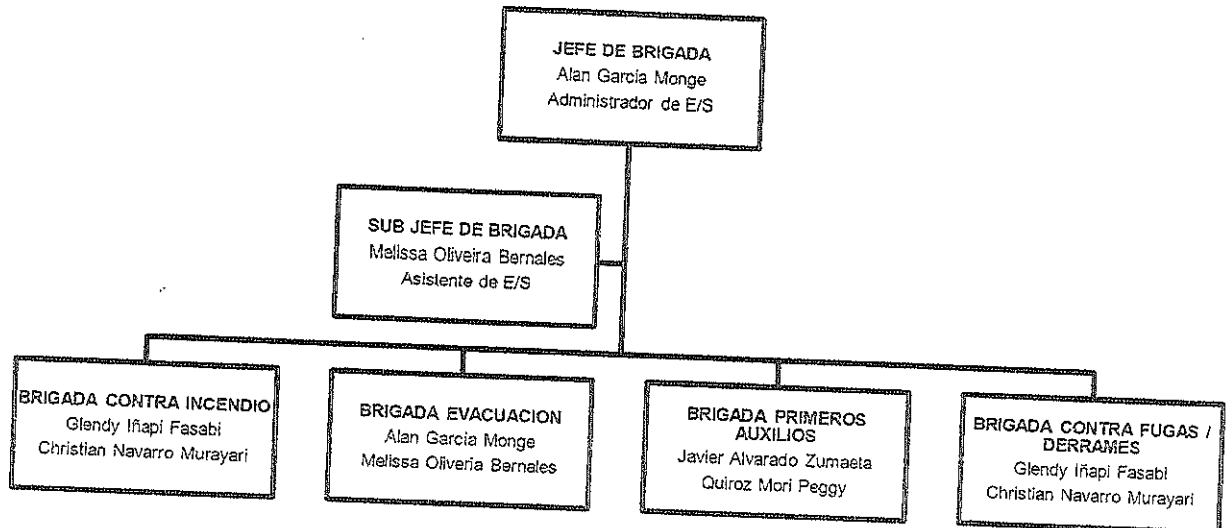 JEFE DE BRIGADA
Alan Garcia Monge
Administrador de E/S
SUB JEFE DE BRIGADA
Melissa Oliveira Bernales
Asistente de E/S
BRIGADA CONTRA INCENDIO
Glendy Iñapi Fasabi
Christian Navarro Murayari
BRIGADA EVACUACION
Alan Garcia Monge
Melissa Oliveria Bernales
BRIGADA PRIMEROS
AUXILIOS
Javier Alvarado Zumaeta
Quiroz Mori Peggy
BRIGADA CONTRA FUGAS /
DERRAMES
Glendy Iñapi Fasabi
Christian Navarro Murayari